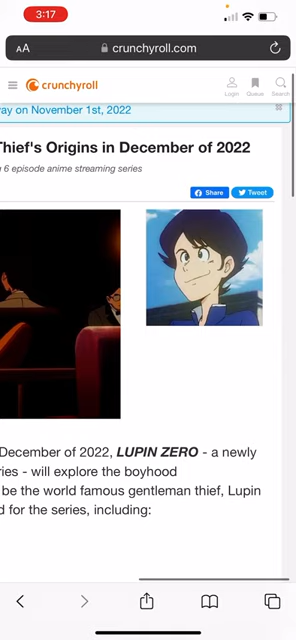 3:17
AA crunchyroll.com
crunchyroll
Login Queue Search
ay on November 1st, 2022
Thief's Origins in December of 2022
6 episode anime streaming series
Share Tweet
December of 2022, LUPIN ZERO - a newly
ries - will explore the boyhood
be the world famous gentleman thief, Lupin
d for the series, including: